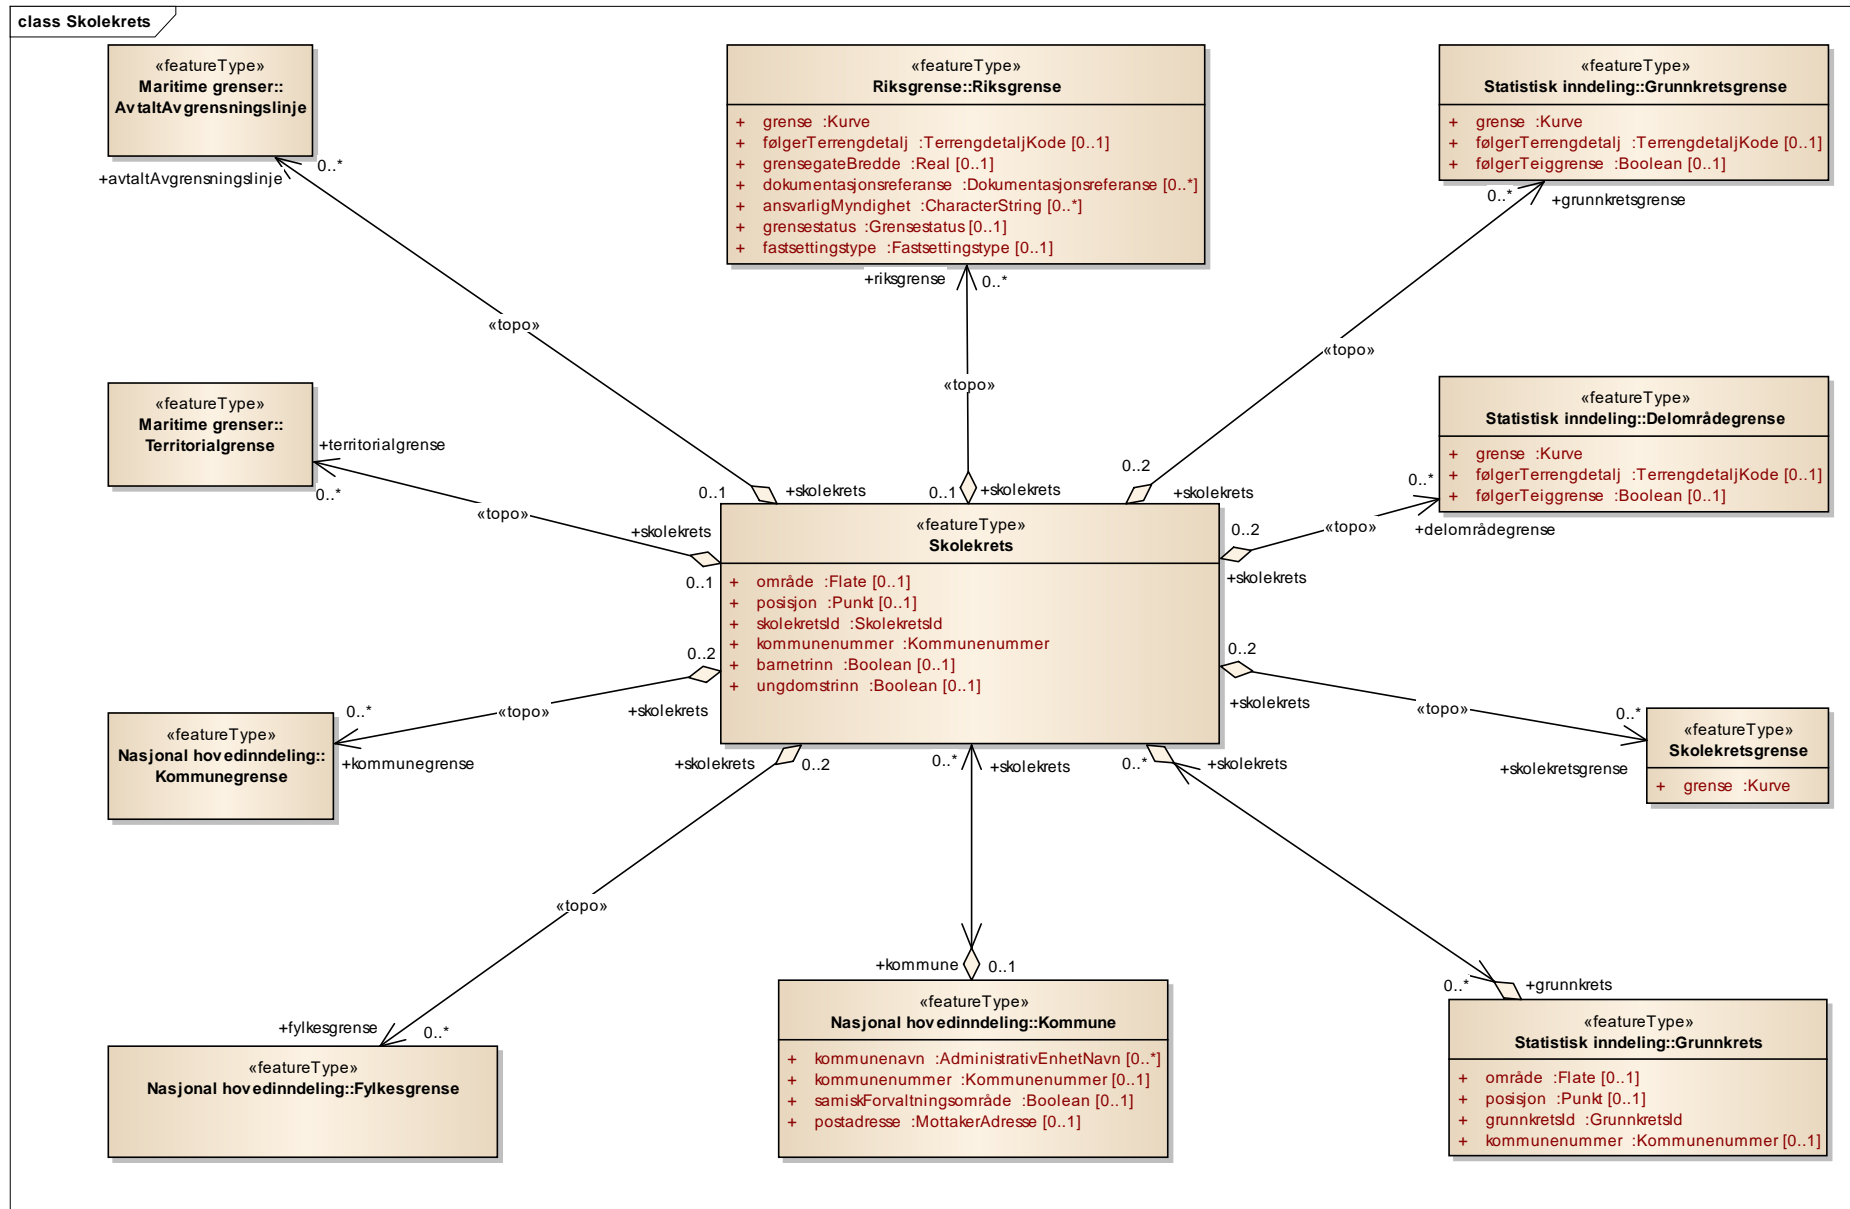 class Skolekrets
«featureType»
Maritime grenser::
AvtaltAvgrensningslinje
0..*
+avtaltAvgrensningslinje
«topo»
0..1
+skolekrets
«featureType»
Riksgrense::Riksgrense
+ grense :Kurve
+ følgerTerrengdetalj :TerrengdetaljKode [0..1]
+ grensegateBredde :Real [0..1]
+ dokumentasjonsreferanse :Dokumentasjonsreferanse [0..*]
+ ansvarligMyndighet :CharacterString [0..*]
+ grensestatus :Grensestatus [0..1]
+ fastsettingstype :Fastsettingstype [0..1]
+riksgrense
0..*
«topo»
0..1
+skolekrets
«featureType»
Statistisk inndeling::Grunnkretsgrense
+ grense :Kurve
+ følgerTerrengdetalj :TerrengdetaljKode [0..1]
+ følgerTeiggrense :Boolean [0..1]
0..*
+grunnkretsgrense
«topo»
0..2
+skolekrets
«featureType»
Maritime grenser::
Territorialgrense
+territorialgrense
0..*
«topo»
+skolekrets
0..1
«featureType»
Statistisk inndeling::Delområdegrense
+ grense :Kurve
+ følgerTerrengdetalj :TerrengdetaljKode [0..1]
+ følgerTeiggrense :Boolean [0..1]
0..*
+delområdegrense
«topo»
0..2
+skolekrets
«featureType»
Skolekrets
+ område :Flate [0..1]
+ posisjon :Punkt [0..1]
+ skolekretsId :SkolekretsId
+ kommunenummer :Kommunenummer
+ barnetrinn :Boolean [0..1]
+ ungdomstrinn :Boolean [0..1]
«featureType»
Nasjonal hovedinndeling::
Kommunegrense
0..*
+kommunegrense
«topo»
0..2
+skolekrets
0..2
+skolekrets
«topo»
0..*
+skolekretsgrense
«featureType»
Skolekretsgrense
+ grense :Kurve
+skolekrets
0..2
«topo»
+fylkesgrense
0..*
«featureType»
Nasjonal hovedinndeling::Fylkesgrense
0..*
+skolekrets
+kommune
0..1
«featureType»
Nasjonal hovedinndeling::Kommune
+ kommunenavn :AdministrativEnhetNavn [0..*]
+ kommunenummer :Kommunenummer [0..1]
+ samiskForvaltningsområde :Boolean [0..1]
+ postadresse :MottakerAdresse [0..1]
0..*
+skolekrets
0..*
+grunnkrets
«featureType»
Statistisk inndeling::Grunnkrets
+ område :Flate [0..1]
+ posisjon :Punkt [0..1]
+ grunnkretsId :GrunnkretsId
+ kommunenummer :Kommunenummer [0..1]